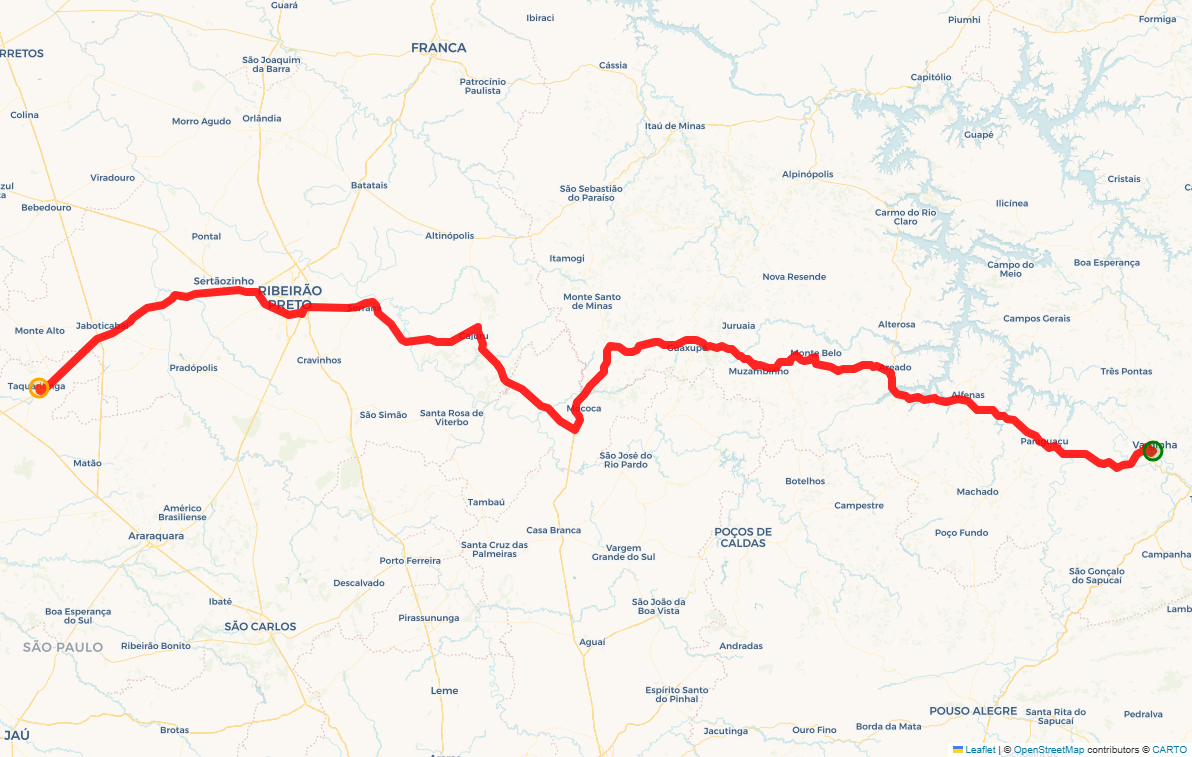 Guará
Ibiraci
Piumhi
Formiga
FRANCA
RRETOS
São Joaquim
da Barra
Cássia
Capitólio
Patrocínio
Paulista
Colina
Morro Agudo
Orlândia
Itaú de Minas
Guapé
Viradouro
Batatais
São Sebastião
do Paraíso
Alpinópolis
Cristais
zul
ta
Bebedouro
Ilicínea
Carmo do Rio
Claro
Pontal
Altinópolis
Itamogi
Campo do
Meio
Boa Esperança
Sertãozinho
Nova Resende
RIBEIRÃO
PRETO
Monte Santo
de Minas
Campos Gerais
Monte Alto
Jaboticabal
Juruaia
Alterosa
Guaxupé
Monte Belo
Cravinhos
Pradópolis
Muzambinho
Areado
Três Pontas
Taquaritinga
Alfenas
São Simão
Santa Rosa de
Viterbo
Mococa
Paraguaçu
Varginha
Matão
São José do
Rio Pardo
Botelhos
Machado
Tambaú
Campestre
Américo
Brasiliense
Araraquara
Casa Branca
POÇOS DE
CALDAS
Poço Fundo
Santa Cruz das
Palmeiras
Vargem
Grande do Sul
Campanha
Porto Ferreira
São Gonçalo
do Sapucaí
Descalvado
Ibaté
Boa Esperança
do Sul
São João da
Boa Vista
Lamb
Pirassununga
SÃO CARLOS
SÃO PAULO
Ribeirão Bonito
Aguaí
Andradas
Leme
Espírito Santo
do Pinhal
POUSO ALEGRE
Santa Rita do
Sapucaí
Pedralva
JAÚ
Brotas
Jacutinga
Ouro Fino
Borda da Mata
Leaflet | © OpenStreetMap contributors © CARTO